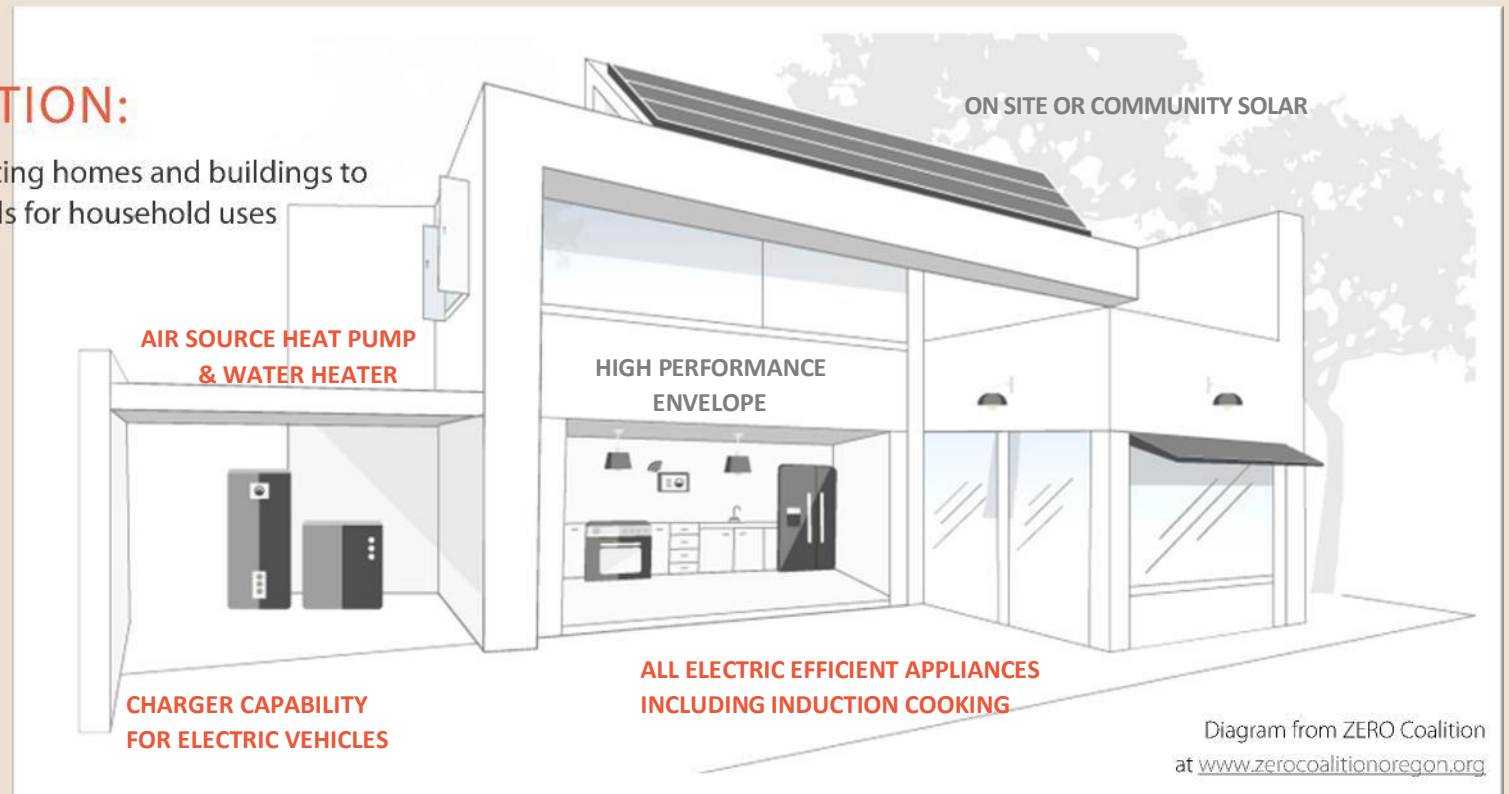 TION:
ting homes and buildings to
ls for household uses
ON SITE OR COMMUNITY SOLAR
AIR SOURCE HEAT PUMP
& WATER HEATER
HIGH PERFORMANCE
ENVELOPE
ALL ELECTRIC EFFICIENT APPLIANCES
INCLUDING INDUCTION COOKING
CHARGER CAPABILITY
FOR ELECTRIC VEHICLES
Diagram from ZERO Coalition
at www.zerocoalitionoregon.org